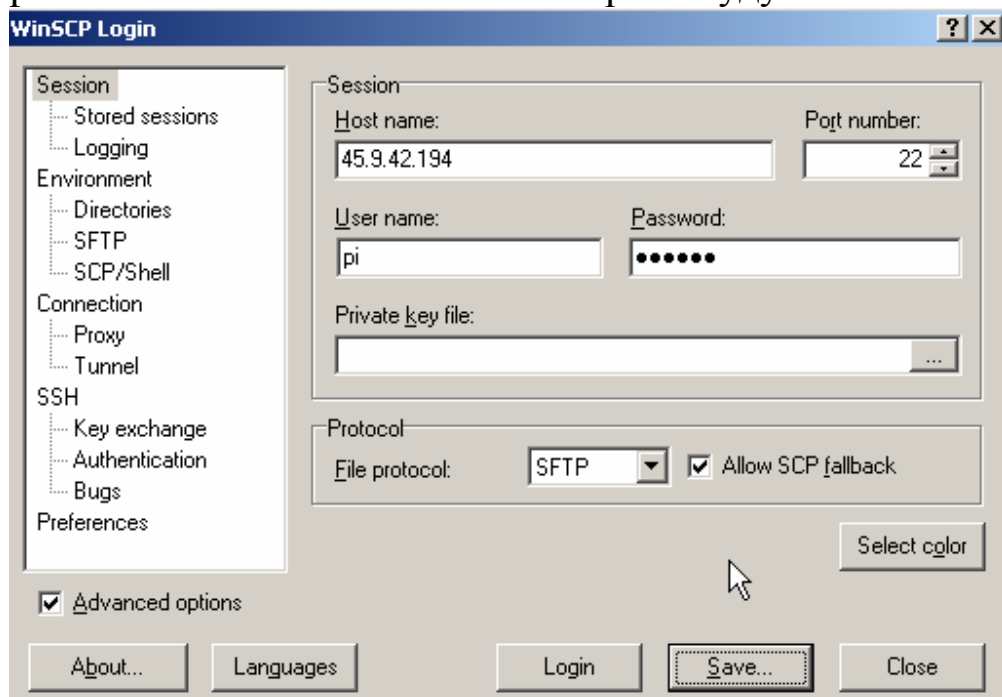 WinSCP Login
Session
Stored sessions
Logging
Environment
Directories
SFTP
SCP/Shell
Connection
Proxy
Tunnel
SSH
Key exchange
Authentication
Bugs
Preferences
Advanced options
Session
Host name: Port number:
45.9.42.194 22
User name: Password:
pi ●●●●●●
Private key file:
...
Protocol
File protocol: SFTP Allow SCP fallback
Select color
About... Languages Login Save... Close